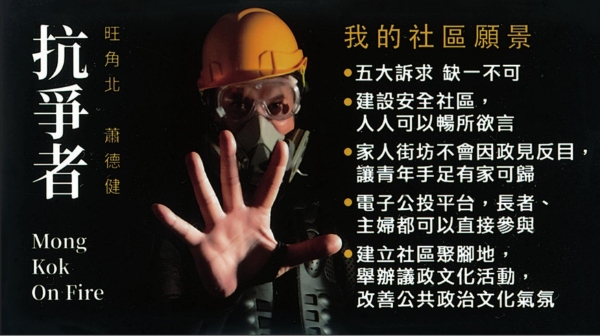 抗爭者
旺角北 蕭德健
Mong
Kok
On Fire
我的社區願景
●五大訴求 缺一不可
●建設安全社區，
人人可以暢所欲言
●家人街坊不會因政見反目，
讓青年手足有家可歸
●電子公投平台，長者、
主婦都可以直接參與
●建立社區聚腳地，
舉辦議政文化活動，
改善公共政治文化氣氛